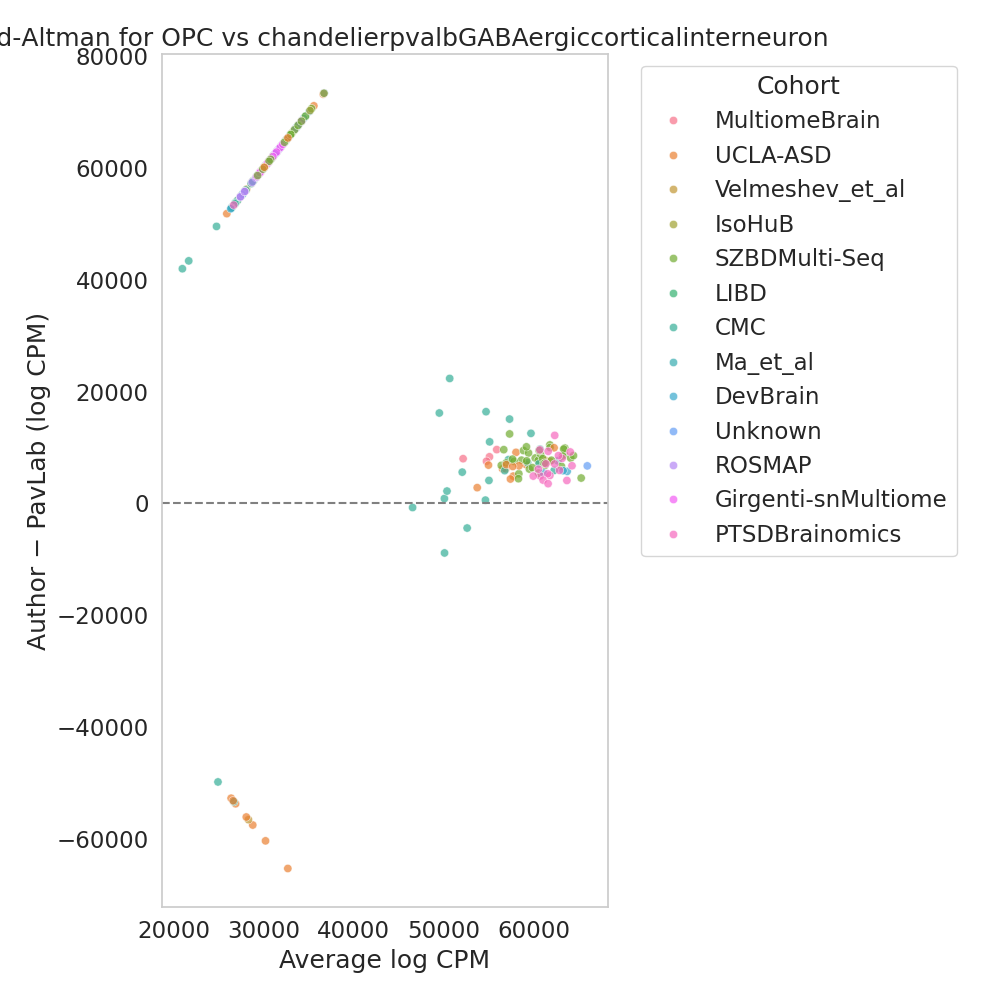 d-Altman for OPC vs chandelierpvalbGABAergiccorticalinterneuron
80000
60000
40000
20000
0
−20000
−40000
−60000
Author − PavLab (log CPM)
20000 30000 40000 50000 60000
Average log CPM
Cohort
MultiomeBrain
UCLA-ASD
Velmeshev_et_al
IsoHuB
SZBDMulti-Seq
LIBD
CMC
Ma_et_al
DevBrain
Unknown
ROSMAP
Girgenti-snMultiome
PTSDBrainomics